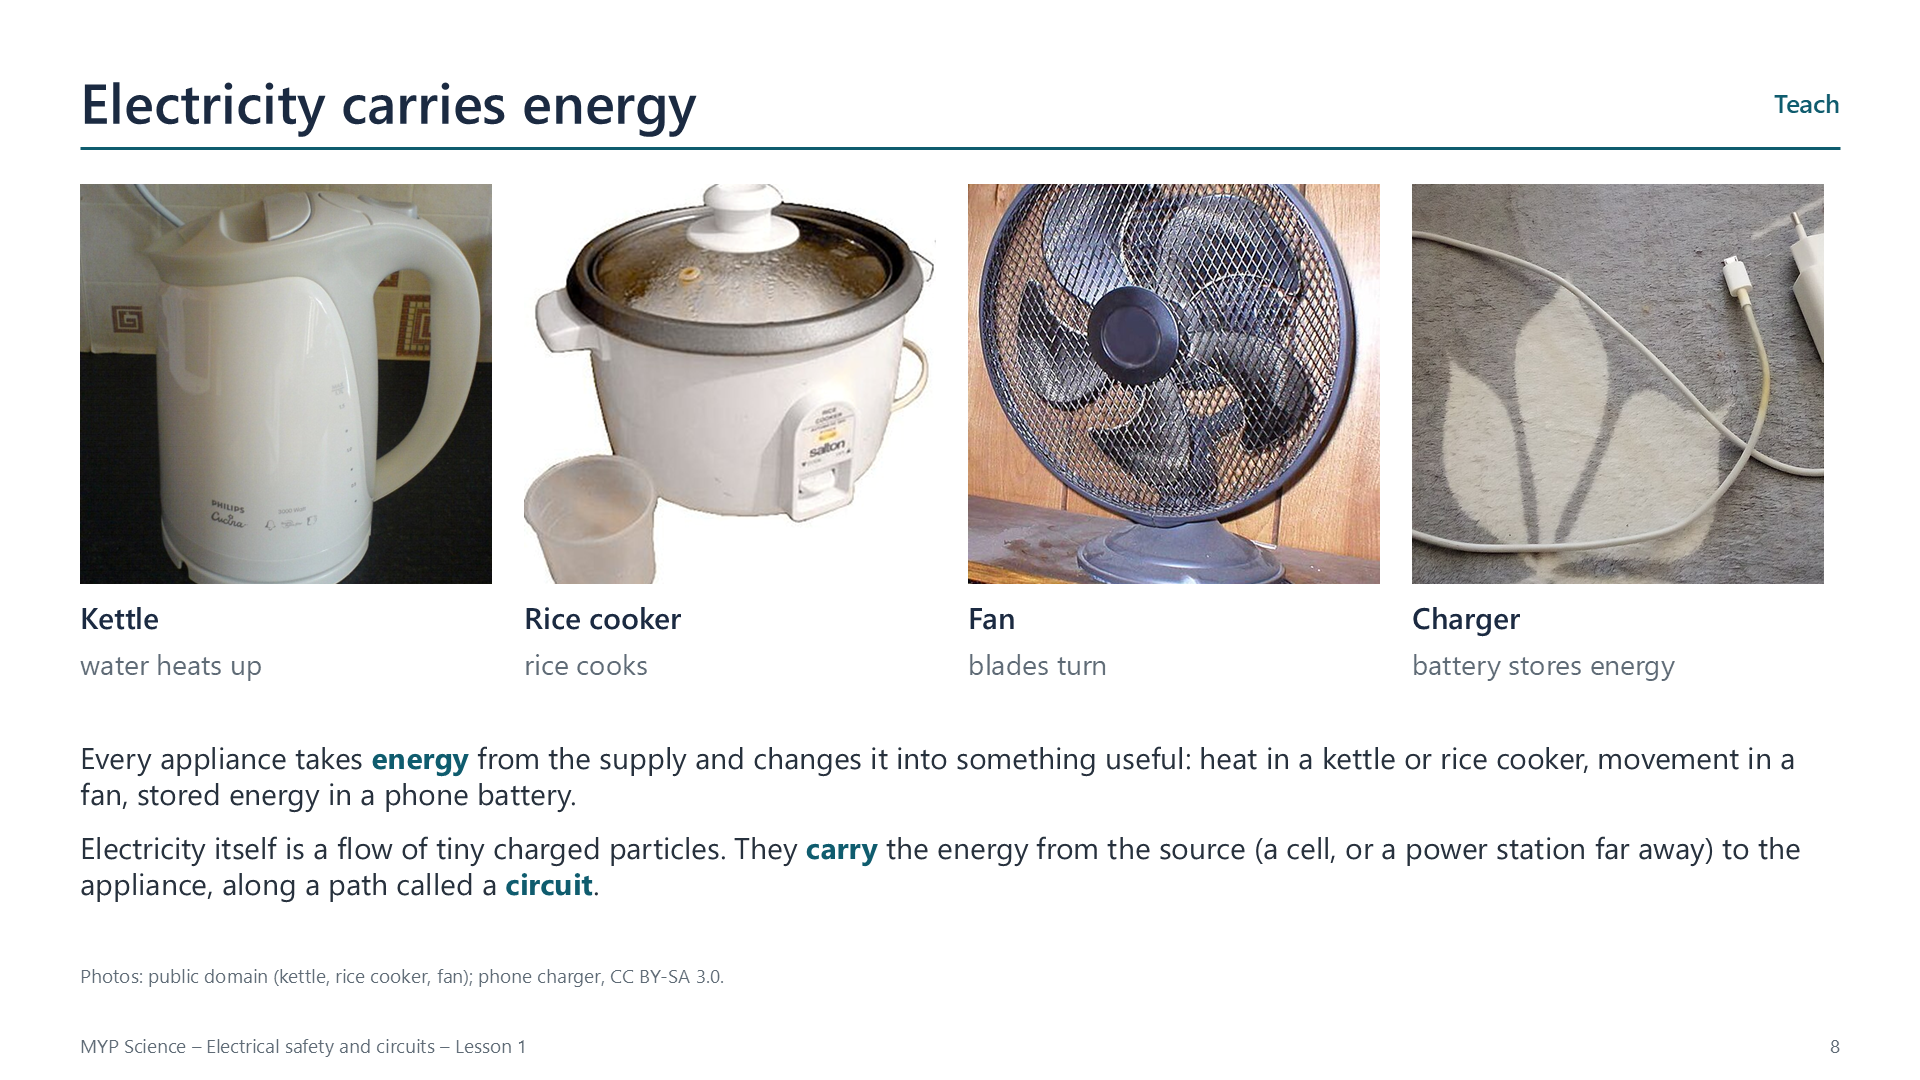 Electricity carries energy
Teach
PHILIPS
Cucina
RICE
COOKER
salton
Kettle
water heats up
Rice cooker
rice cooks
Fan
blades turn
Charger
battery stores energy
Every appliance takes energy from the supply and changes it into something useful: heat in a kettle or rice cooker, movement in a
fan, stored energy in a phone battery.
Electricity itself is a flow of tiny charged particles. They carry the energy from the source (a cell, or a power station far away) to the
appliance, along a path called a circuit.
Photos: public domain (kettle, rice cooker, fan); phone charger, CC BY-SA 3.0.
MYP Science – Electrical safety and circuits – Lesson 1
8